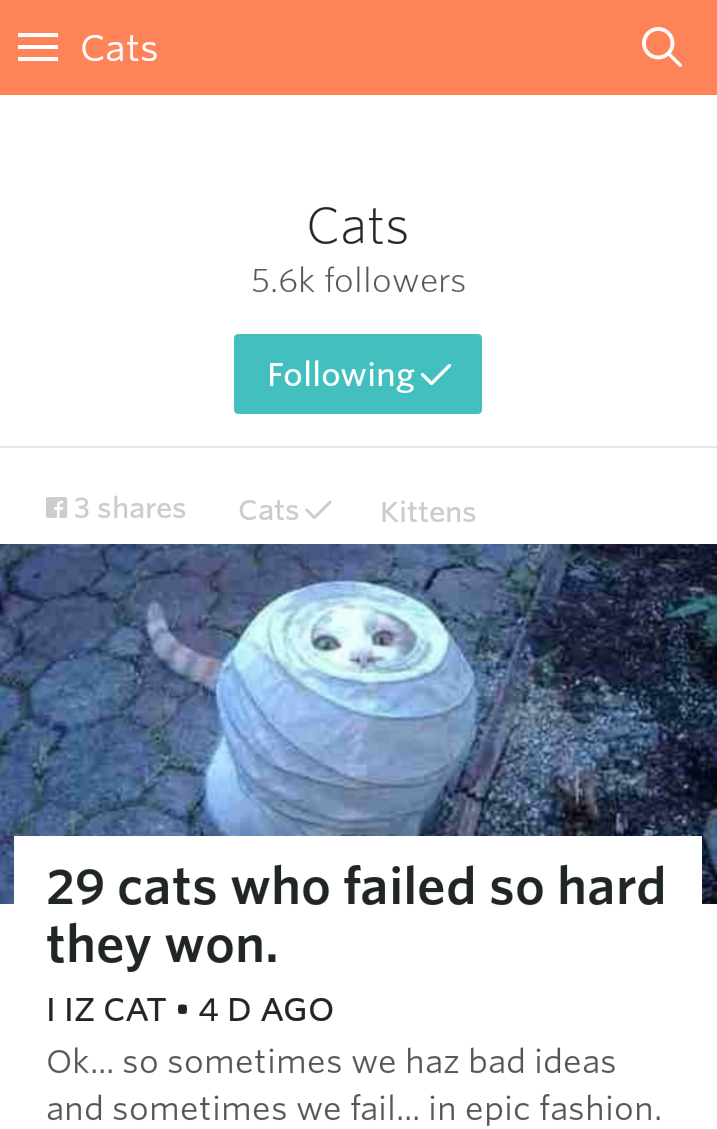 Cats
Cats
5.6k followers
Following
3 shares Cats Kittens
29 cats who failed so hard
they won.
I IZ CAT • 4 D AGO
Ok... so sometimes we haz bad ideas
and sometimes we fail... in epic fashion.